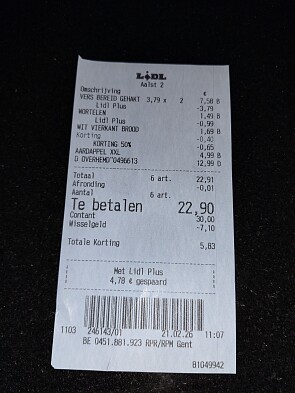 LIDL
Aalst 2
Omschrijving €
VERS BEREID GEHAKT 3,79 x 2 7,58 B
Lidl Plus -3,79
WORTELEN 1,49 B
Lidl Plus -0,99
WIT VIERKANT BROOD 1,69 B
Korting -0,40
KORTING 50% -0,65
AARDAPPEL XXL 4,99 B
D OVERHEMD*0496613 12,99 D
Totaal 6 art. 22,91
Afronding -0,01
Aantal 6 art.
Te betalen 22,90
Contant 30,00
Wisselgeld -7,10
Totale Korting 5,83
Met Lidl Plus
4,78 € gespaard
1103 246143/01 21.02.26 11:07
BE 0451.881.923 RPR/RPM Gent
81049942